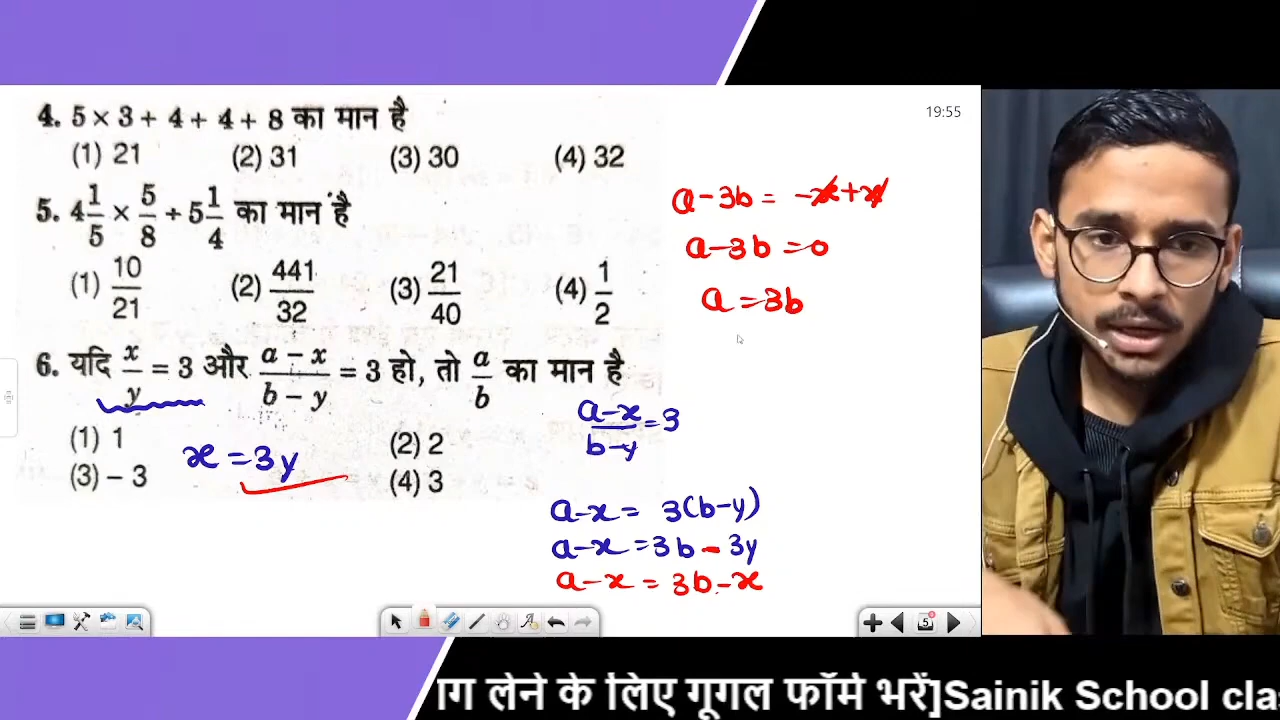 4. 5 × 3 + 4 + 4 + 8 का मान है
(1) 21 (2) 31 (3) 30 (4) 32
5. 4 1/5 × 5/8 ÷ 5 1/4 का मान है
(1) 10/21 (2) 441/32 (3) 21/40 (4) 1/2
6. यदि x/y = 3 और (a - x)/(b - y) = 3 हो, तो a/b का मान है
(1) 1 (2) 2
(3) - 3 (4) 3
x = 3y
19:55
a-3b = -x+x
a-3b = 0
a = 3b
a-x/b-y = 3
a-x = 3(b-y)
a-x = 3b - 3y
a-x = 3b-x
5
ाग लेने के लिए गूगल फॉर्म भरें]Sainik School cla